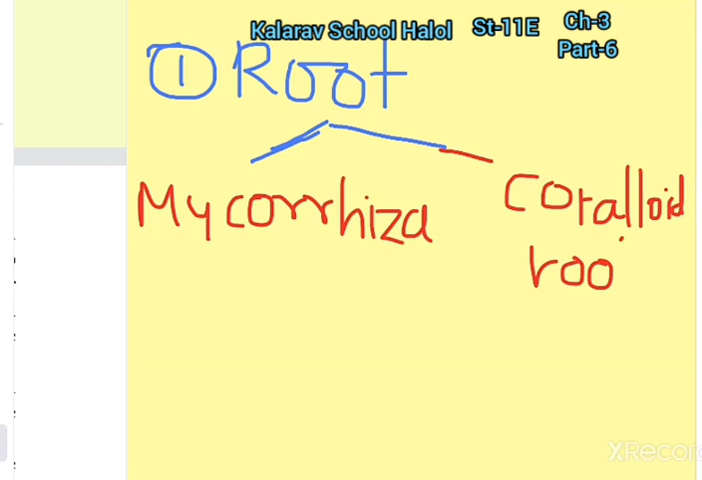 Kalarav School Halol St-11E Ch-3
Part-6
① Root
Mycorrhiza Coralloid
roo
XRecor